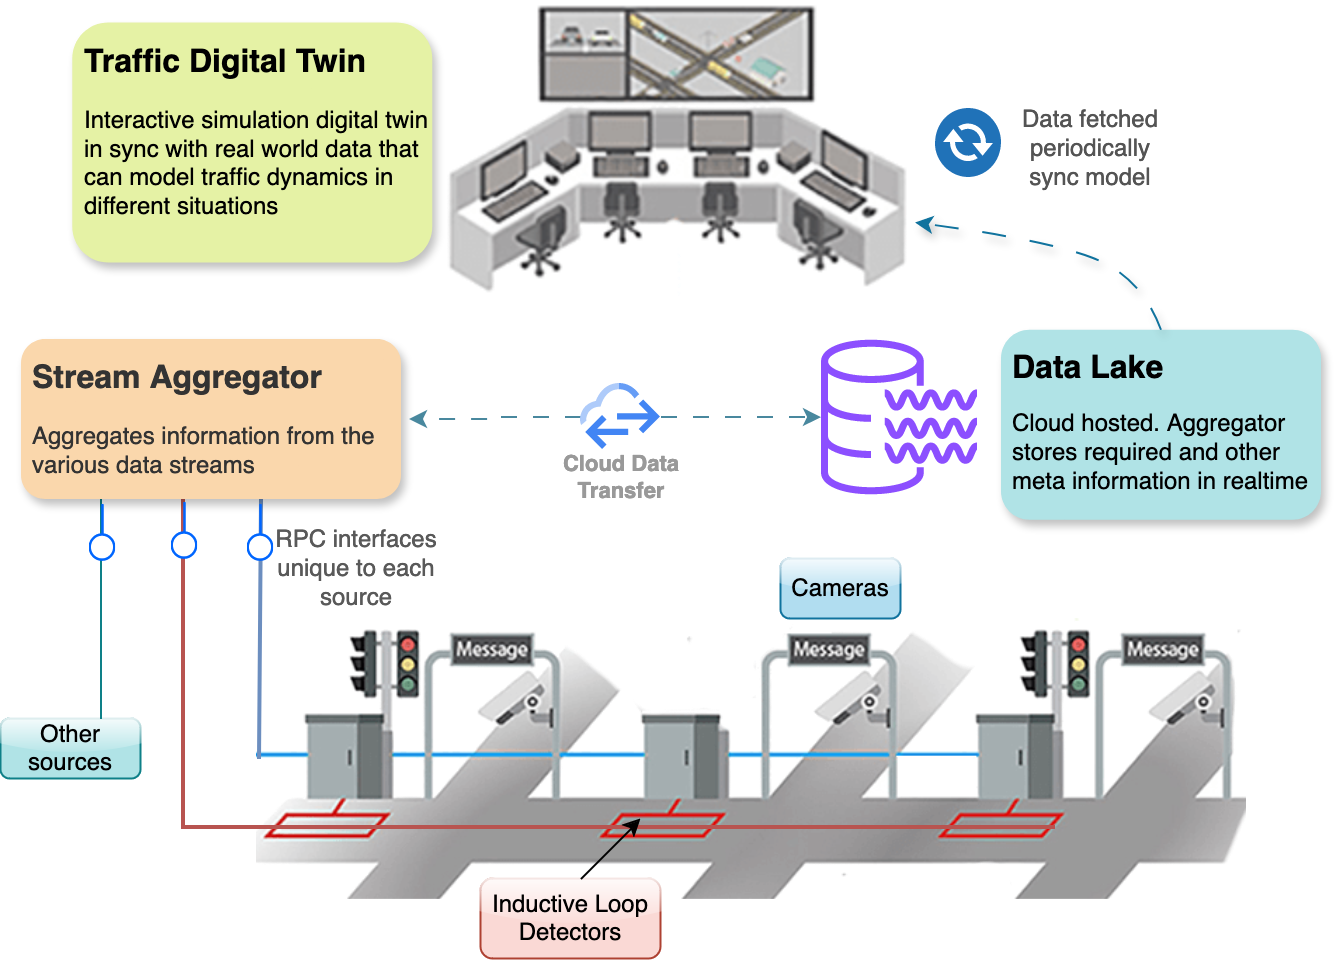 Traffic Digital Twin
Interactive simulation digital twin
in sync with real world data that
can model traffic dynamics in
different situations
Data fetched
periodically
sync model
Stream Aggregator
Aggregates information from the
various data streams
Cloud Data
Transfer
Data Lake
Cloud hosted. Aggregator
stores required and other
meta information in realtime
RPC interfaces
unique to each
source
Cameras
Message
Message
Message
Other
sources
Inductive Loop
Detectors